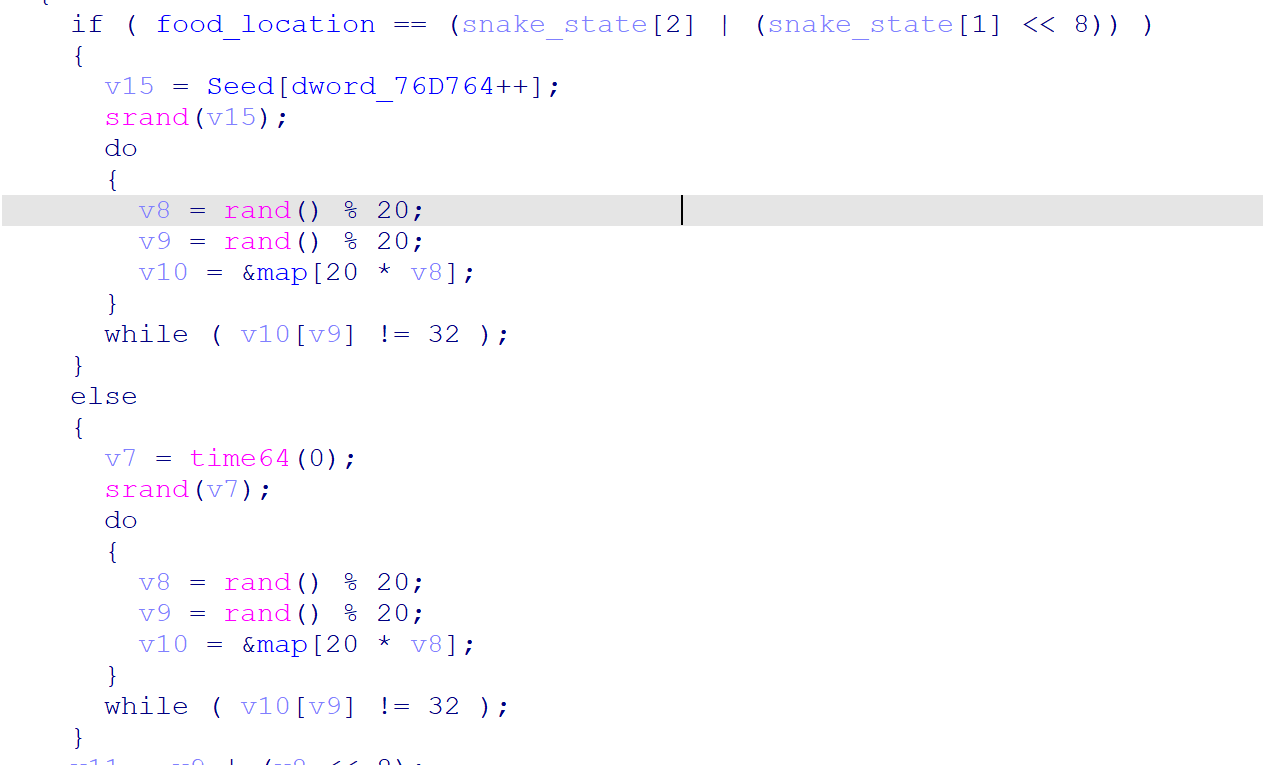 if ( food_location == (snake_state[2] | (snake_state[1] << 8)) )
{
v15 = Seed[dword_76D764++];
srand(v15);
do
{
v8 = rand() % 20;
v9 = rand() % 20;
v10 = &map[20 * v8];
}
while ( v10[v9] != 32 );
}
else
{
v7 = time64(0);
srand(v7);
do
{
v8 = rand() % 20;
v9 = rand() % 20;
v10 = &map[20 * v8];
}
while ( v10[v9] != 32 );
}